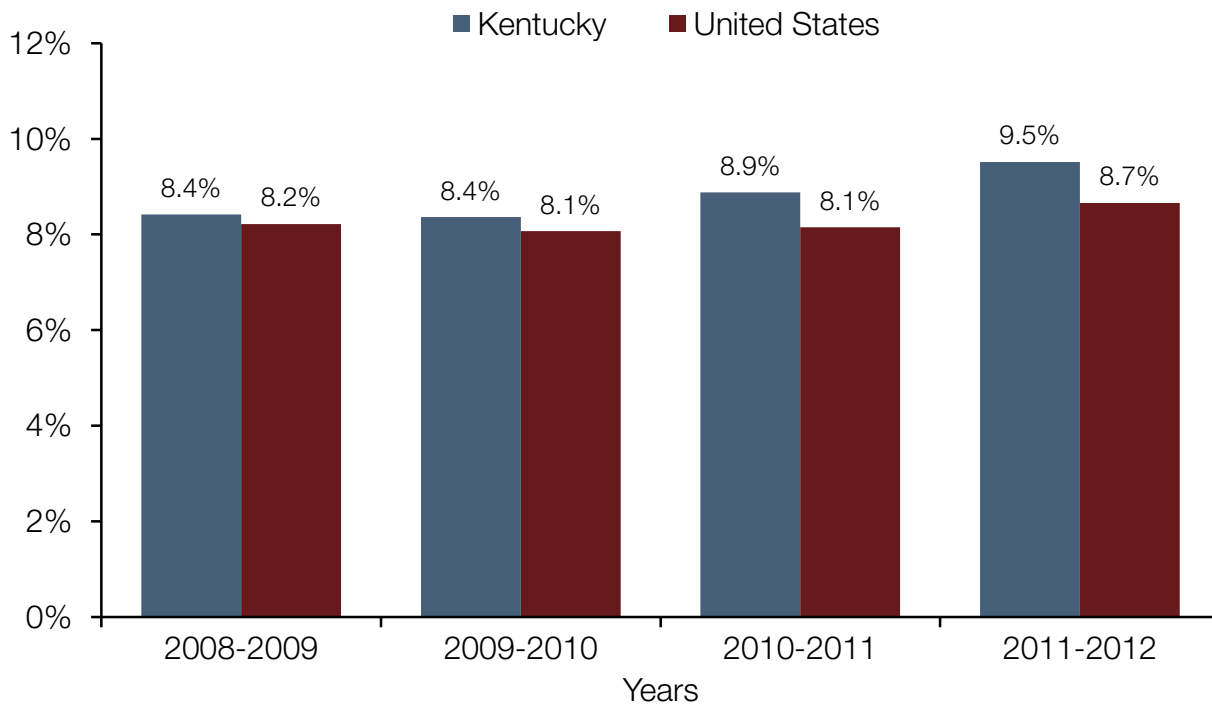 Kentucky United States
12%
10%
8%
6%
4%
2%
0%
8.4% 8.2% 8.4% 8.1% 8.9% 8.1% 9.5% 8.7%
2008-2009 2009-2010 2010-2011 2011-2012
Years